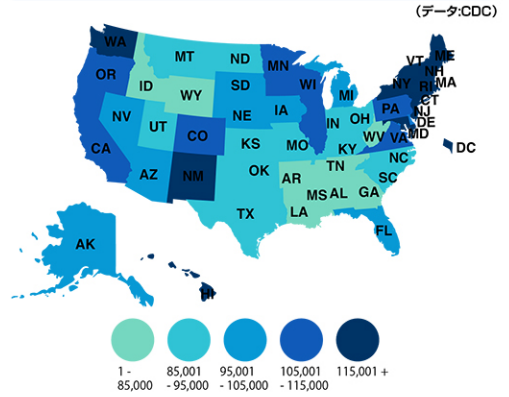 （データ:CDC）
WA
MT
ND
MN
VT
ME
NH
OR
ID
SD
WI
MI
NY
MA
RI
CT
WY
NV
NE
IA
PA
NJ
DE
UT
CO
KS
MO
IN
OH
WV
VA
MD
DC
CA
KY
AZ
NM
OK
AR
TN
NC
SC
TX
LA
MS
AL
GA
FL
AK
HI
1 -
85,000
85,001
- 95,000
95,001
- 105,000
105,001
- 115,000
115,001 +